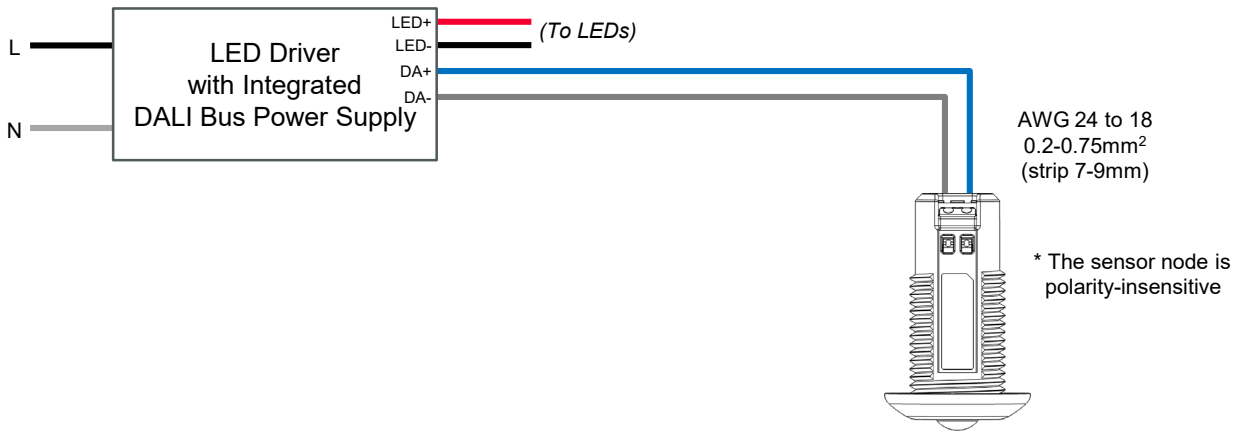 L
N
LED Driver
with Integrated
DALI Bus Power Supply
LED+
LED-
DA+
DA-
(To LEDs)
AWG 24 to 18
0.2-0.75mm²
(strip 7-9mm)
* The sensor node is
polarity-insensitive